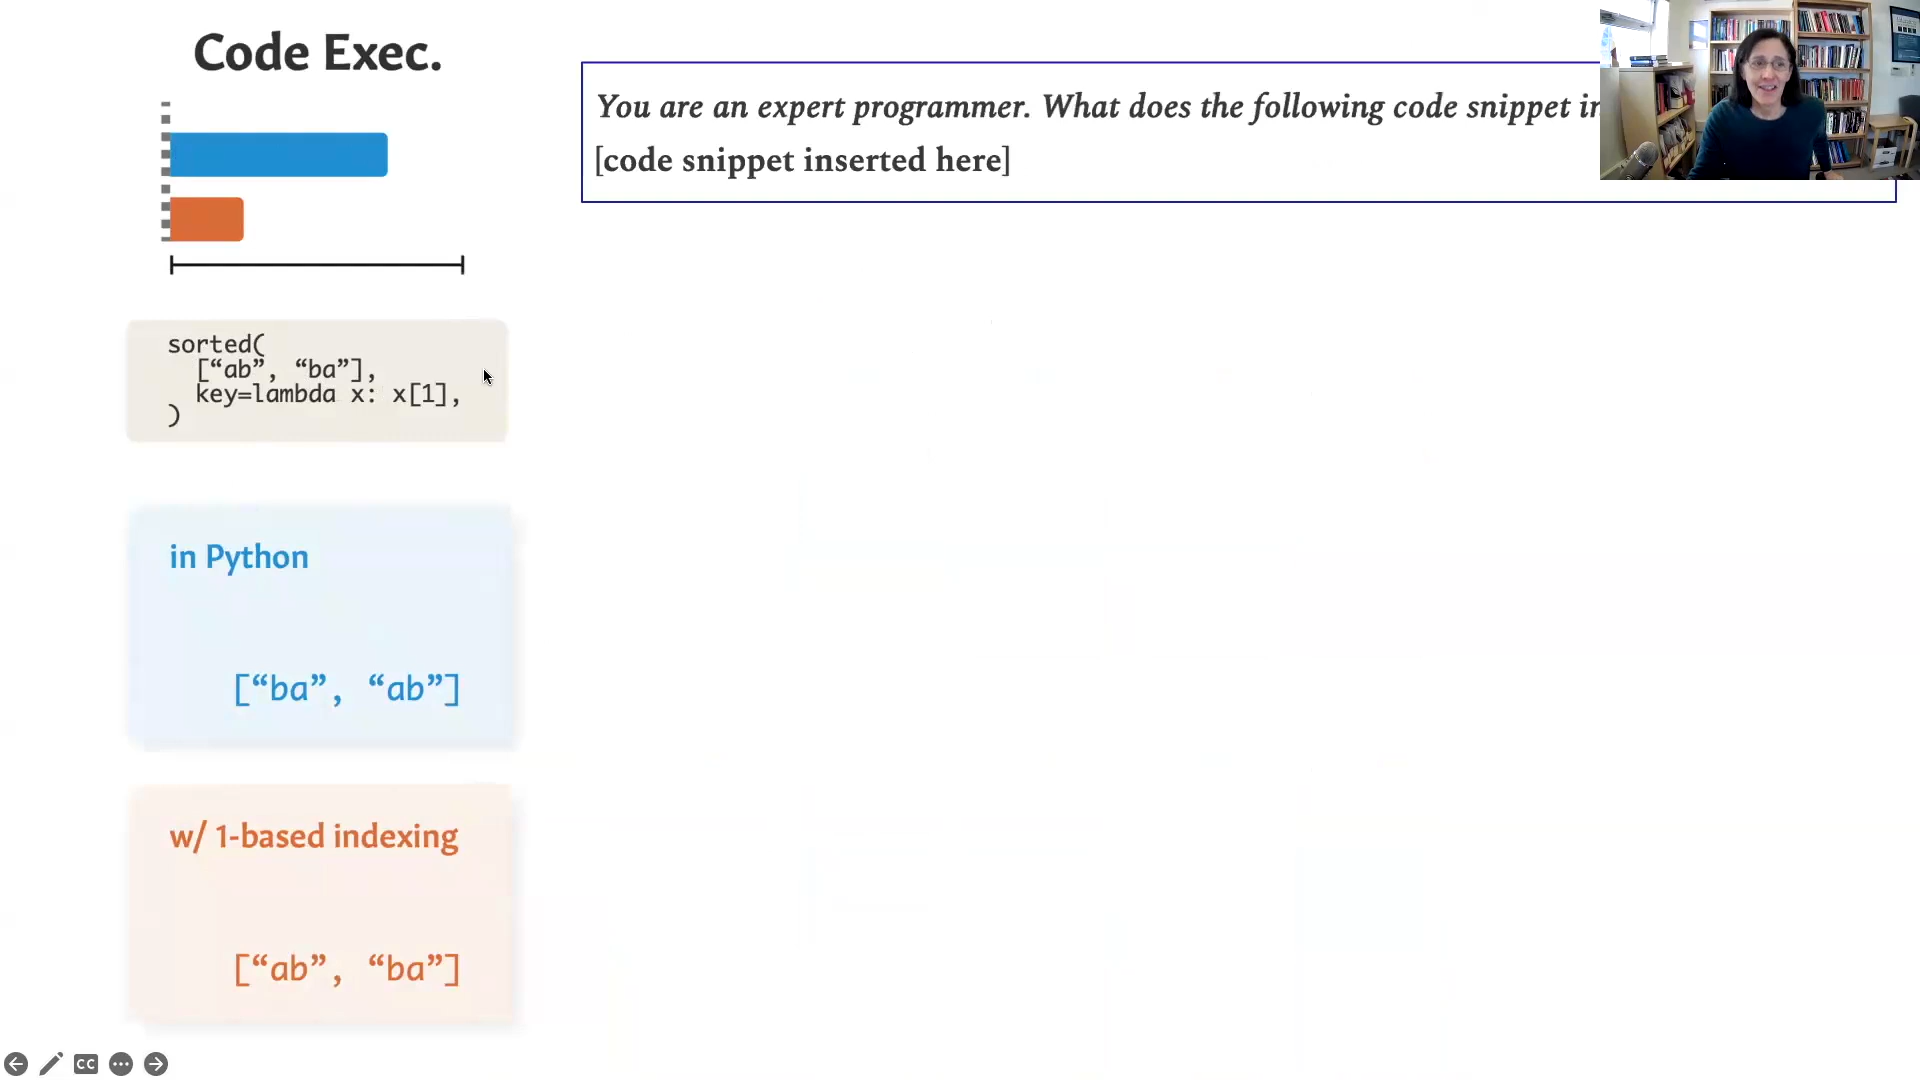 Code Exec.
You are an expert programmer. What does the following code snippet
[code snippet inserted here]
sorted(
[“ab”, “ba”],
key=lambda x: x[1],
)
in Python
[“ba”, “ab”]
w/ 1-based indexing
[“ab”, “ba”]
CC